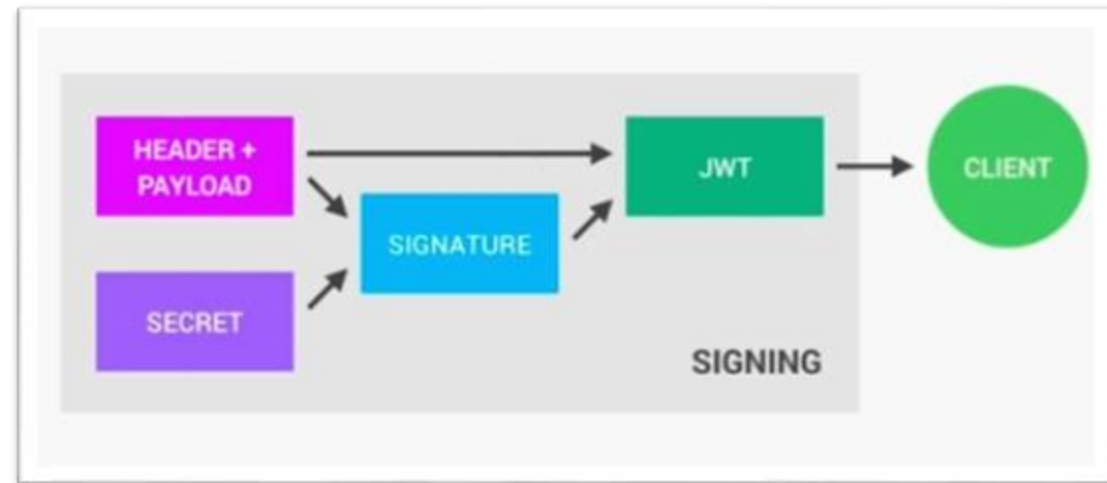 HEADER +
PAYLOAD
JWT
CLIENT
SIGNATURE
SECRET
SIGNING